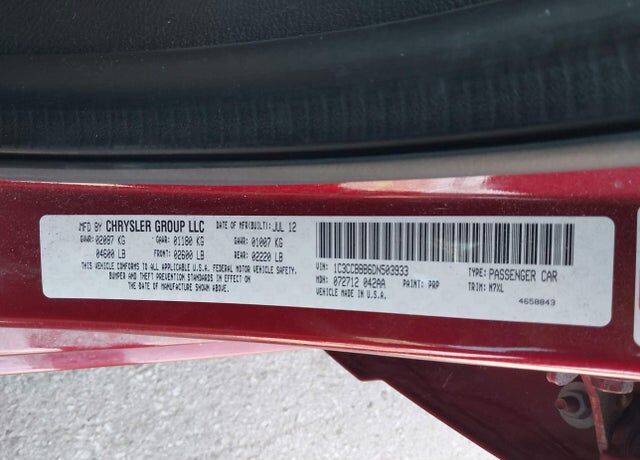 MFD BY CHRYSLER GROUP LLC DATE OF MFR(BUILT): JUL 12
GVWR: 02087 KG GAWR: 01180 KG GAWR: 01007 KG
04600 LB FRONT: 02600 LB REAR: 02220 LB
THIS VEHICLE CONFORMS TO ALL APPLICABLE U.S.A. FEDERAL MOTOR VEHICLE SAFETY,
BUMPER AND THEFT PREVENTION STANDARDS IN EFFECT ON
THE DATE OF MANUFACTURE SHOWN ABOVE.
VIN: 1C3CCBBB6DN503933 TYPE: PASSENGER CAR
MDH: 072712 042AA PAINT: PRP TRIM: M7XL
VEHICLE MADE IN U.S.A. 4658843